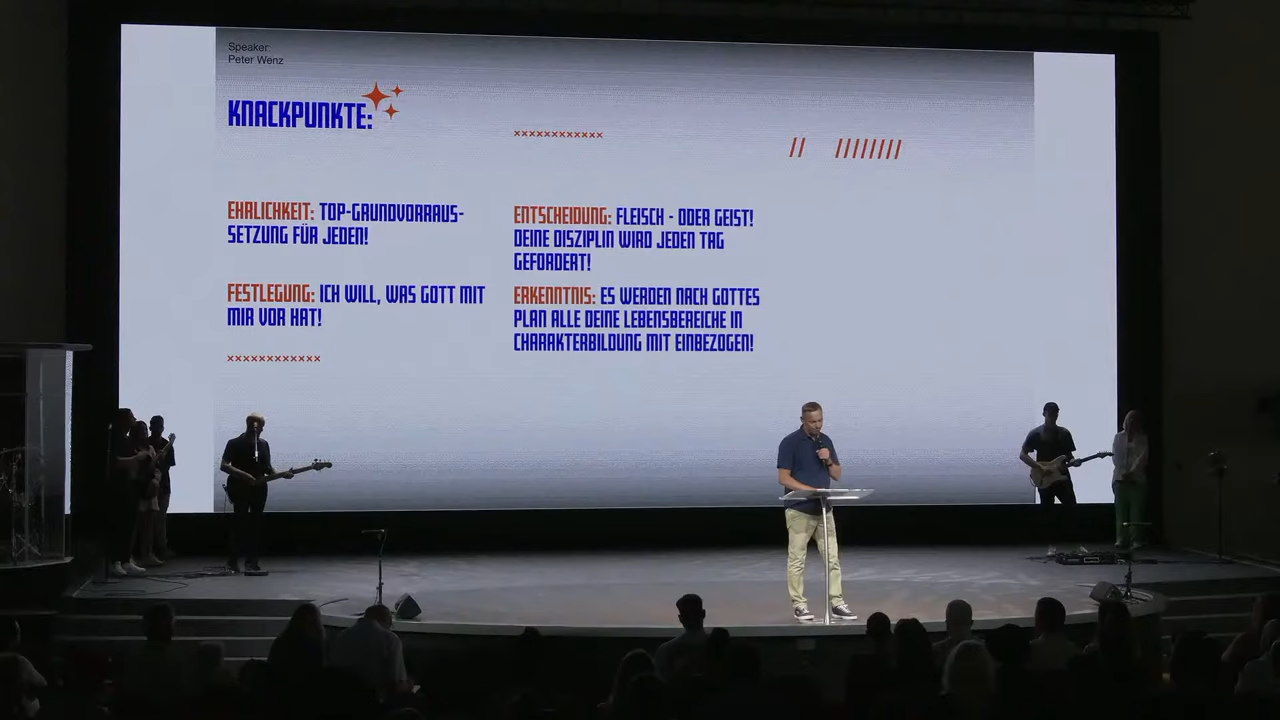 Speaker:
Peter Wenz
KNACKPUNKTE:
EHRLICHKEIT: TOP-GRUNDVORRAUS-
SETZUNG FÜR JEDEN!
FESTLEGUNG: ICH WILL, WAS GOTT MIT
MIR VOR HAT!
ENTSCHEIDUNG: FLEISCH - ODER GEIST!
DEINE DISZIPLIN WIRD JEDEN TAG
GEFORDERT!
ERKENNTNIS: ES WERDEN NACH GOTTES
PLAN ALLE DEINE LEBENSBEREICHE IN
CHARAKTERBILDUNG MIT EINBEZOGEN!